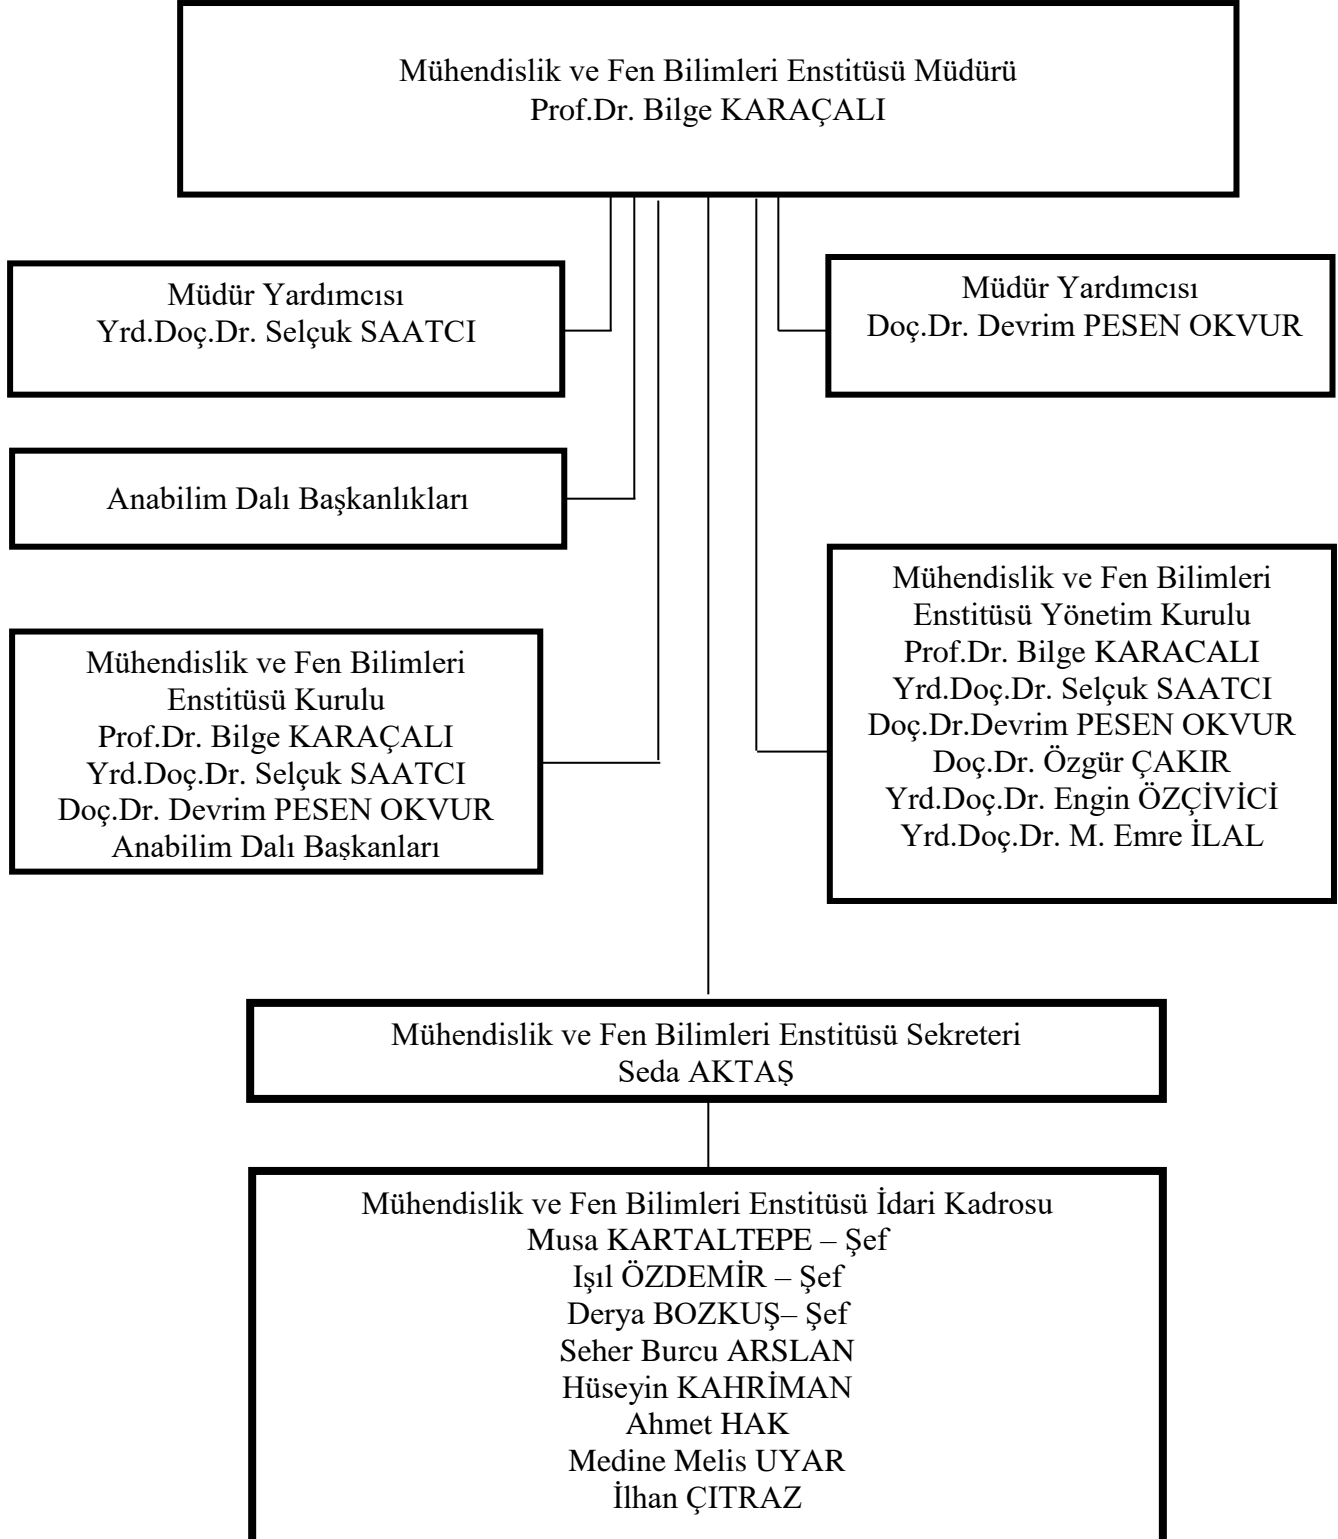 Mühendislik ve Fen Bilimleri Enstitüsü Müdürü
Prof.Dr. Bilge KARAÇALI
Müdür Yardımcısı
Yrd.Doç.Dr. Selçuk SAATCI
Müdür Yardımcısı
Doç.Dr. Devrim PESEN OKVUR
Anabilim Dalı Başkanlıkları
Mühendislik ve Fen Bilimleri
Enstitüsü Kurulu
Prof.Dr. Bilge KARAÇALI
Yrd.Doç.Dr. Selçuk SAATCI
Doç.Dr. Devrim PESEN OKVUR
Anabilim Dalı Başkanları
Mühendislik ve Fen Bilimleri
Enstitüsü Yönetim Kurulu
Prof.Dr. Bilge KARACALI
Yrd.Doç.Dr. Selçuk SAATCI
Doç.Dr.Devrim PESEN OKVUR
Doç.Dr. Özgür ÇAKIR
Yrd.Doç.Dr. Engin ÖZÇİVİCİ
Yrd.Doç.Dr. M. Emre İLAL
Mühendislik ve Fen Bilimleri Enstitüsü Sekreteri
Seda AKTAŞ
Mühendislik ve Fen Bilimleri Enstitüsü İdari Kadrosu
Musa KARTALTEPE – Şef
Işıl ÖZDEMİR – Şef
Derya BOZKUŞ– Şef
Seher Burcu ARSLAN
Hüseyin KAHRİMAN
Ahmet HAK
Medine Melis UYAR
İlhan ÇITRAZ